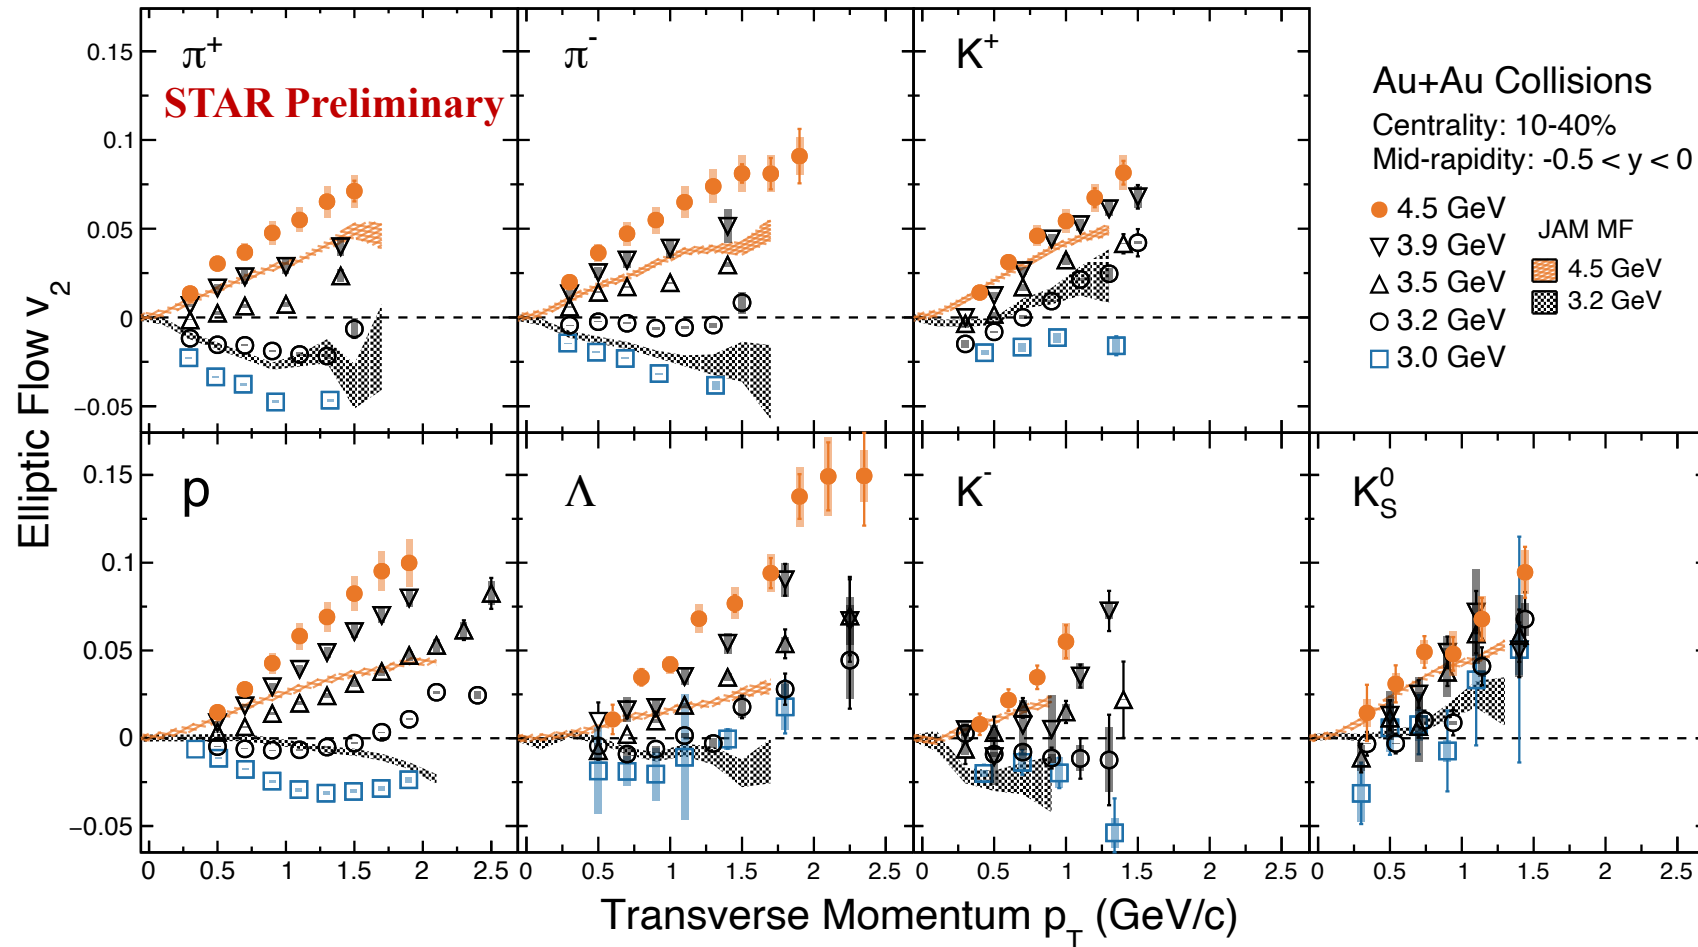 π+
STAR Preliminary
π-
K+
Au+Au Collisions
Centrality: 10-40%
Mid-rapidity: -0.5 < y < 0
4.5 GeV
3.9 GeV
3.5 GeV
3.2 GeV
3.0 GeV
JAM MF
4.5 GeV
3.2 GeV
0.15
0.1
0.05
0
−0.05
Elliptic Flow v2
p
Λ
K-
K0S
0.15
0.1
0.05
0
−0.05
0 0.5 1 1.5 2 2.5 0 0.5 1 1.5 2 2.5 0 0.5 1 1.5 2 2.5 0 0.5 1 1.5 2 2.5
Transverse Momentum pT (GeV/c)